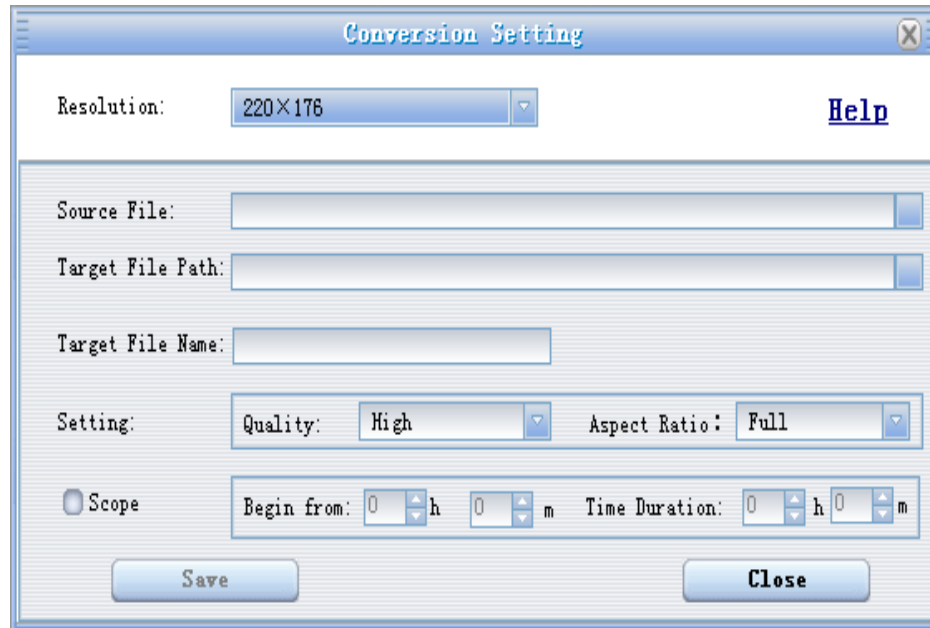 Conversion Setting
Resolution: 220×176 Help
Source File:
Target File Path:
Target File Name:
Setting: Quality: High Aspect Ratio: Full
Scope Begin from: 0 h 0 m Time Duration: 0 h 0 m
Save Close